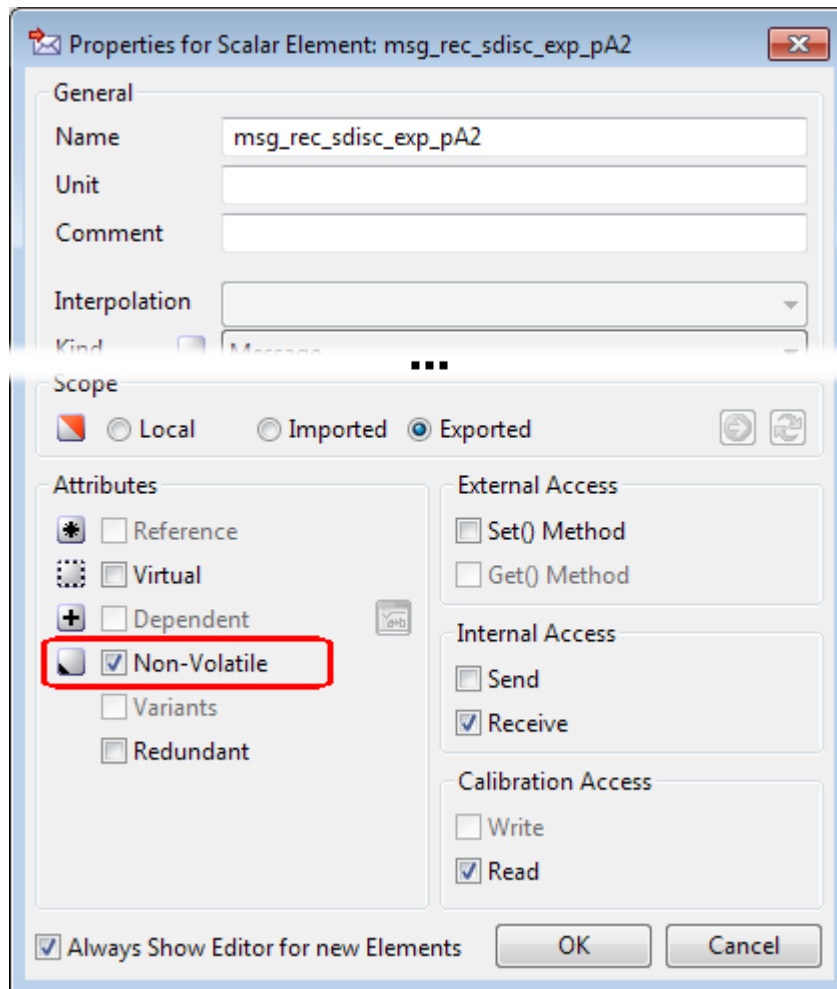 Properties for Scalar Element: msg_rec_sdisc_exp_pA2
General
Name msg_rec_sdisc_exp_pA2
Unit
Comment
Interpolation
Kind Message
...
Scope
Local Imported Exported
Attributes
Reference
Virtual
Dependent
Non-Volatile
Variants
Redundant
External Access
Set() Method
Get() Method
Internal Access
Send
Receive
Calibration Access
Write
Read
Always Show Editor for new Elements OK Cancel